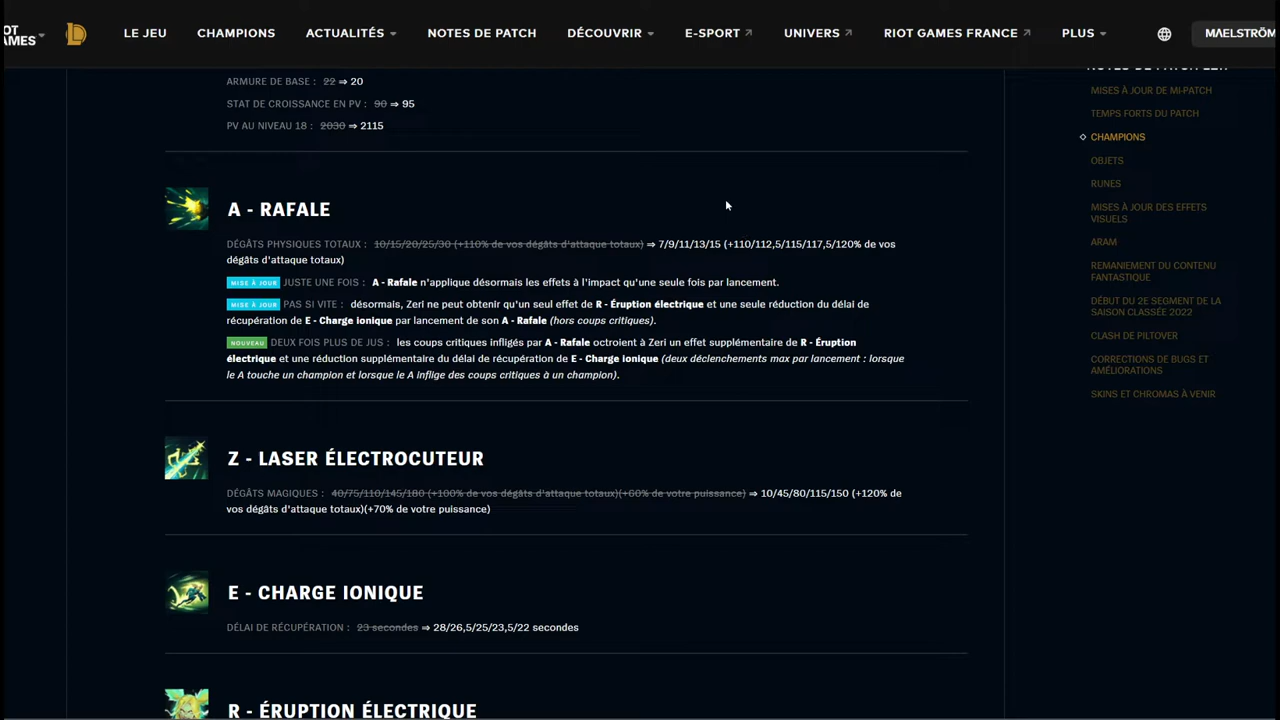 IOT
AMES
LE JEU
CHAMPIONS
ACTUALITÉS
NOTES DE PATCH
DÉCOUVRIR
E-SPORT
UNIVERS
RIOT GAMES FRANCE
PLUS
MΛELSTRÖM
ARMURE DE BASE : 22 ⇒ 20
STAT DE CROISSANCE EN PV : 90 ⇒ 95
PV AU NIVEAU 18 : 2030 ⇒ 2115
A - RAFALE
DÉGÂTS PHYSIQUES TOTAUX : 10/15/20/25/30 (+110% de vos dégâts d'attaque totaux) ⇒ 7/9/11/13/15 (+110/112,5/115/117,5/120% de vos
dégâts d'attaque totaux)
MISE À JOUR JUSTE UNE FOIS : A - Rafale n'applique désormais les effets à l'impact qu'une seule fois par lancement.
MISE À JOUR PAS SI VITE : désormais, Zeri ne peut obtenir qu'un seul effet de R - Éruption électrique et une seule réduction du délai de
récupération de E - Charge ionique par lancement de son A - Rafale (hors coups critiques).
NOUVEAU DEUX FOIS PLUS DE JUS : les coups critiques infligés par A - Rafale octroient à Zeri un effet supplémentaire de R - Éruption
électrique et une réduction supplémentaire du délai de récupération de E - Charge ionique (deux déclenchements max par lancement : lorsque
le A touche un champion et lorsque le A inflige des coups critiques à un champion).
Z - LASER ÉLECTROCUTEUR
DÉGÂTS MAGIQUES : 40/75/110/145/180 (+100% de vos dégâts d'attaque totaux)(+60% de votre puissance) ⇒ 10/45/80/115/150 (+120% de
vos dégâts d'attaque totaux)(+70% de votre puissance)
E - CHARGE IONIQUE
DÉLAI DE RÉCUPÉRATION : 23 secondes ⇒ 28/26,5/25/23,5/22 secondes
R - ÉRUPTION ÉLECTRIQUE
MISES À JOUR DE MI-PATCH
TEMPS FORTS DU PATCH
CHAMPIONS
OBJETS
RUNES
MISES À JOUR DES EFFETS
VISUELS
ARAM
REMANIEMENT DU CONTENU
FANTASTIQUE
DÉBUT DU 2E SEGMENT DE LA
SAISON CLASSÉE 2022
CLASH DE PILTOVER
CORRECTIONS DE BUGS ET
AMÉLIORATIONS
SKINS ET CHROMAS À VENIR